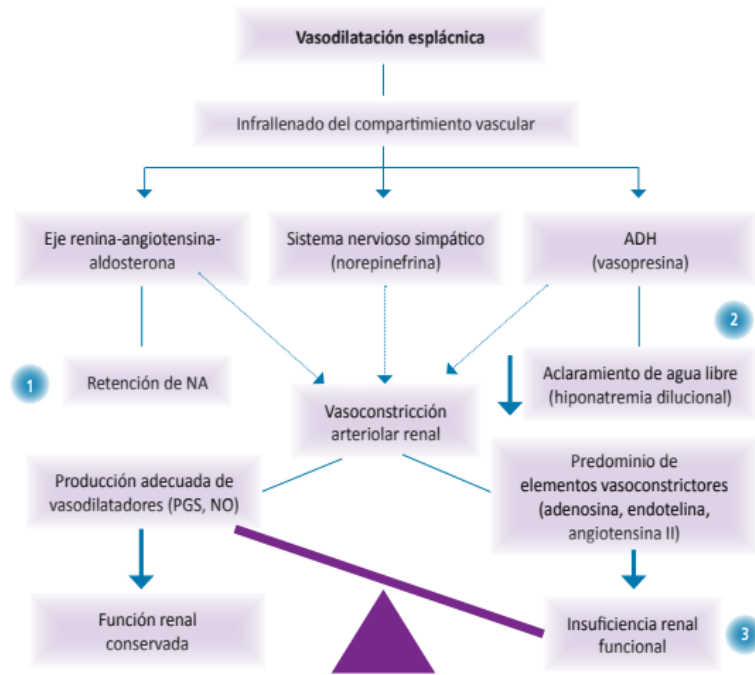 Vasodilatación esplácnica
Infrallenado del compartimiento vascular
Eje renina-angiotensina-
aldosterona
Sistema nervioso simpático
(norepinefrina)
ADH
(vasopresina)
2
1
Retención de NA
Aclaramiento de agua libre
(hiponatremia dilucional)
Vasoconstricción
arteriolar renal
Producción adecuada de
vasodilatadores (PGS, NO)
Predominio de
elementos vasoconstrictores
(adenosina, endotelina,
angiotensina II)
Función renal
conservada
Insuficiencia renal
funcional
3